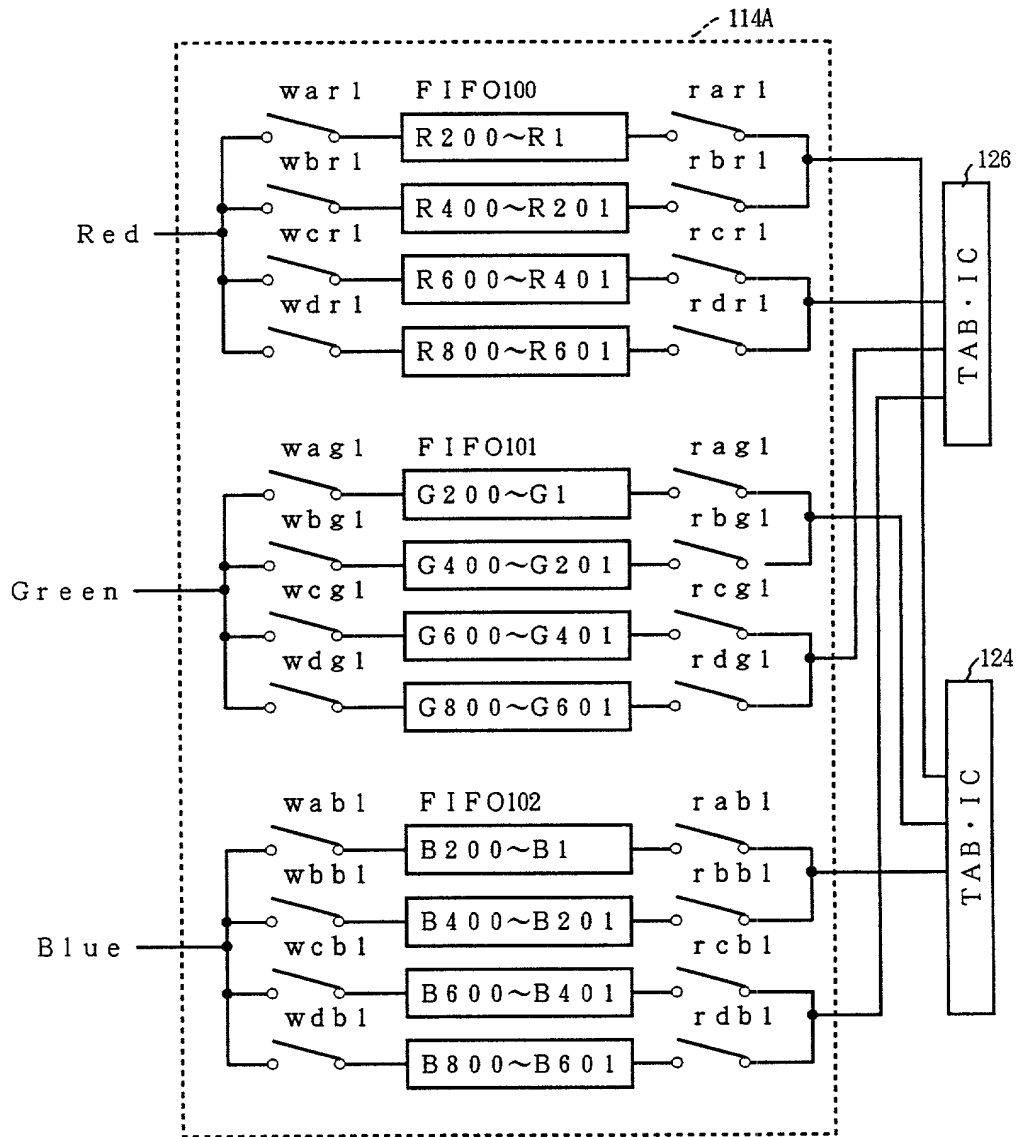 114A
war1 FIFO100 rar1
R200~R1
wbr1 rbr1
R400~R201
wcr1 rcr1
R600~R401
wdr1 rdr1
R800~R601
Red
126
TAB·IC
wag1 FIFO101 rag1
G200~G1
wbg1 rbg1
G400~G201
wcg1 rcg1
G600~G401
wdg1 rdg1
G800~G601
Green
124
TAB·IC
wab1 FIFO102 rab1
B200~B1
wbb1 rbb1
B400~B201
wcb1 rcb1
B600~B401
wdb1 rdb1
B800~B601
Blue